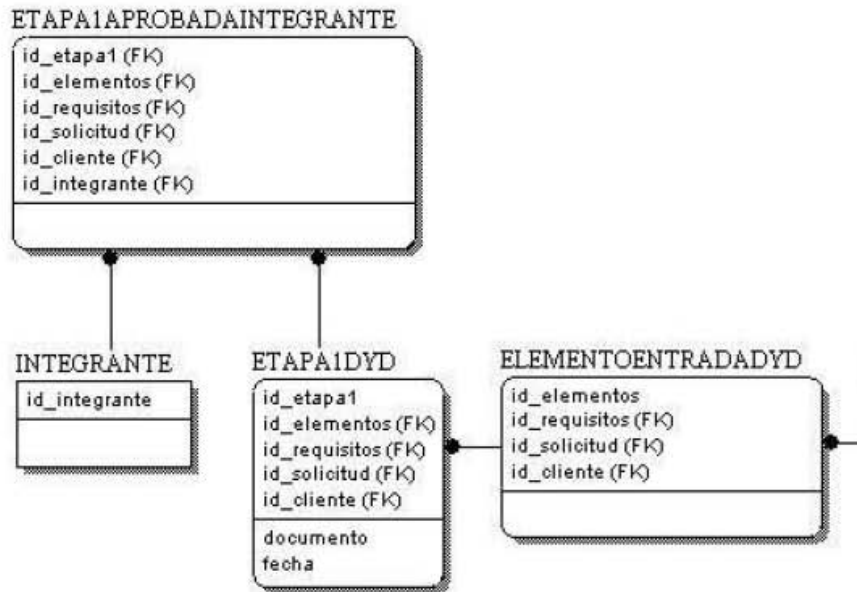 ETAPA1APROBADAINTEGRANTE
id_etapa1 (FK)
id_elementos (FK)
id_requisitos (FK)
id_solicitud (FK)
id_cliente (FK)
id_integrante (FK)
INTEGRANTE
id_integrante
ETAPA1DYD
id_etapa1
id_elementos (FK)
id_requisitos (FK)
id_solicitud (FK)
id_cliente (FK)
documento
fecha
ELEMENTOENTRADADYD
id_elementos
id_requisitos (FK)
id_solicitud (FK)
id_cliente (FK)